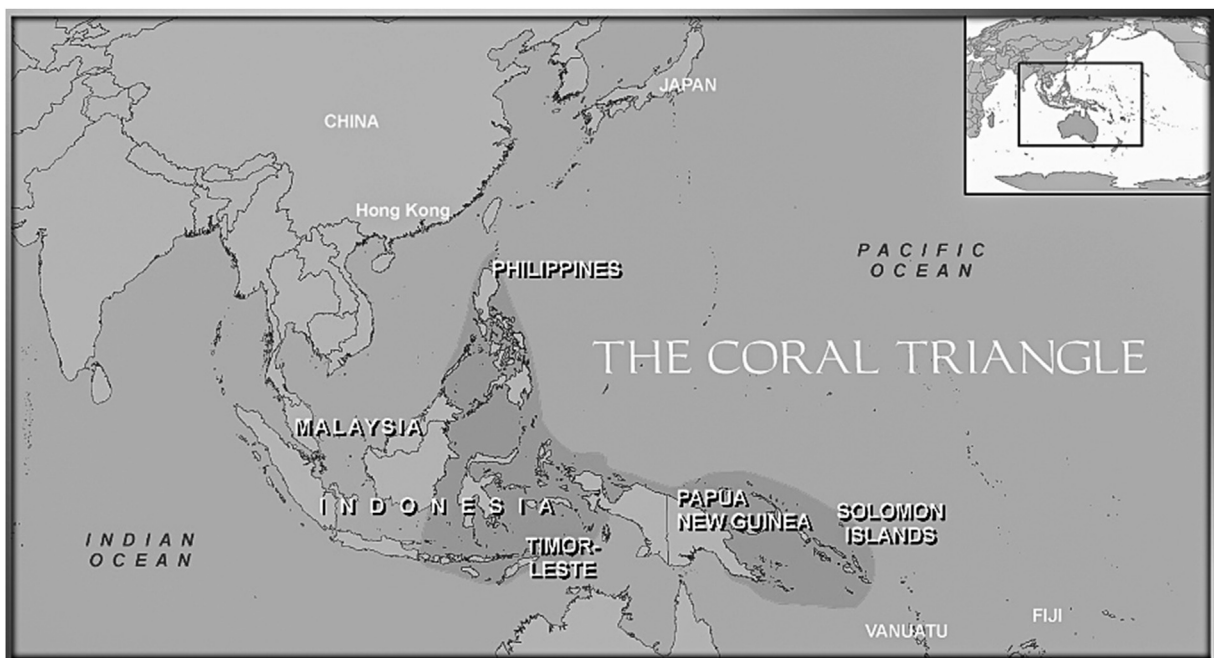 JAPAN
CHINA
Hong Kong
PACIFIC
OCEAN
PHILIPPINES
THE CORAL TRIANGLE
MALAYSIA
INDONESIA
PAPUA
NEW GUINEA
SOLOMON
ISLANDS
INDIAN
OCEAN
TIMOR-
LESTE
FIJI
VANUATU